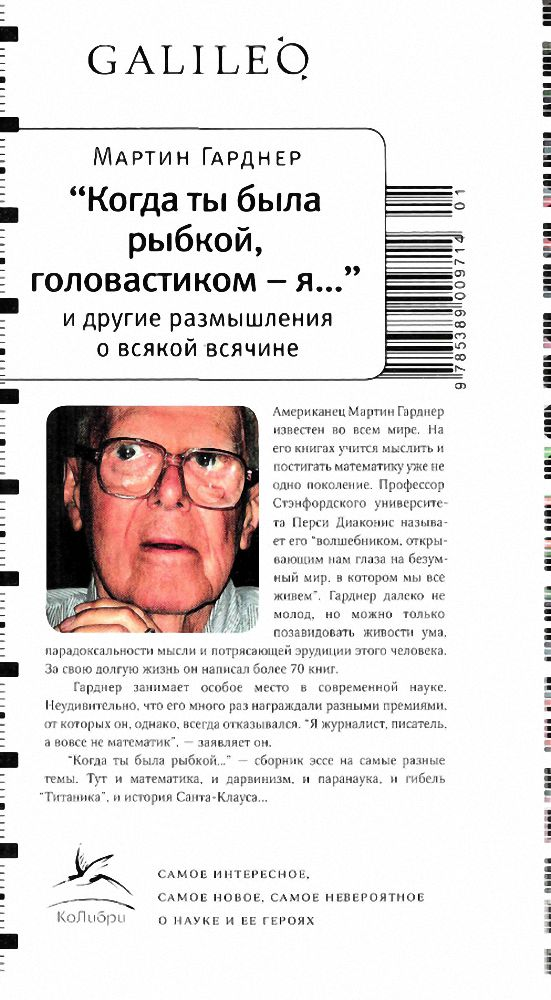 GALILEO
Мартин Гарднер
“Когда ты была
рыбкой,
головастиком – я...”
и другие размышления
о всякой всячине
01
9 785389 009714
Американец Мартин Гарднер
известен во всем мире. На
его книгах учится мыслить и
постигать математику уже не
одно поколение. Профессор
Стэнфордского университе-
та Перси Диаконис называ-
ет его “волшебником, откры-
вающим нам глаза на безум-
ный мир, в котором мы все
живем”. Гарднер далеко не
молод, но можно только
позавидовать живости ума,
парадоксальности мысли и потрясающей эрудиции этого человека.
За свою долгую жизнь он написал более 70 книг.
Гарднер занимает особое место в современной науке.
Неудивительно, что его много раз награждали разными премиями,
от которых он, однако, всегда отказывался. “Я журналист, писатель,
а вовсе не математик”, — заявляет он.
“Когда ты была рыбкой...” — сборник эссе на самые разные
темы. Тут и математика, и дарвинизм, и паранаука, и гибель
“Титаника”, и история Санта-Клауса...
КоЛибри
САМОЕ ИНТЕРЕСНОЕ,
САМОЕ НОВОЕ, САМОЕ НЕВЕРОЯТНОЕ
О НАУКЕ И ЕЕ ГЕРОЯХ